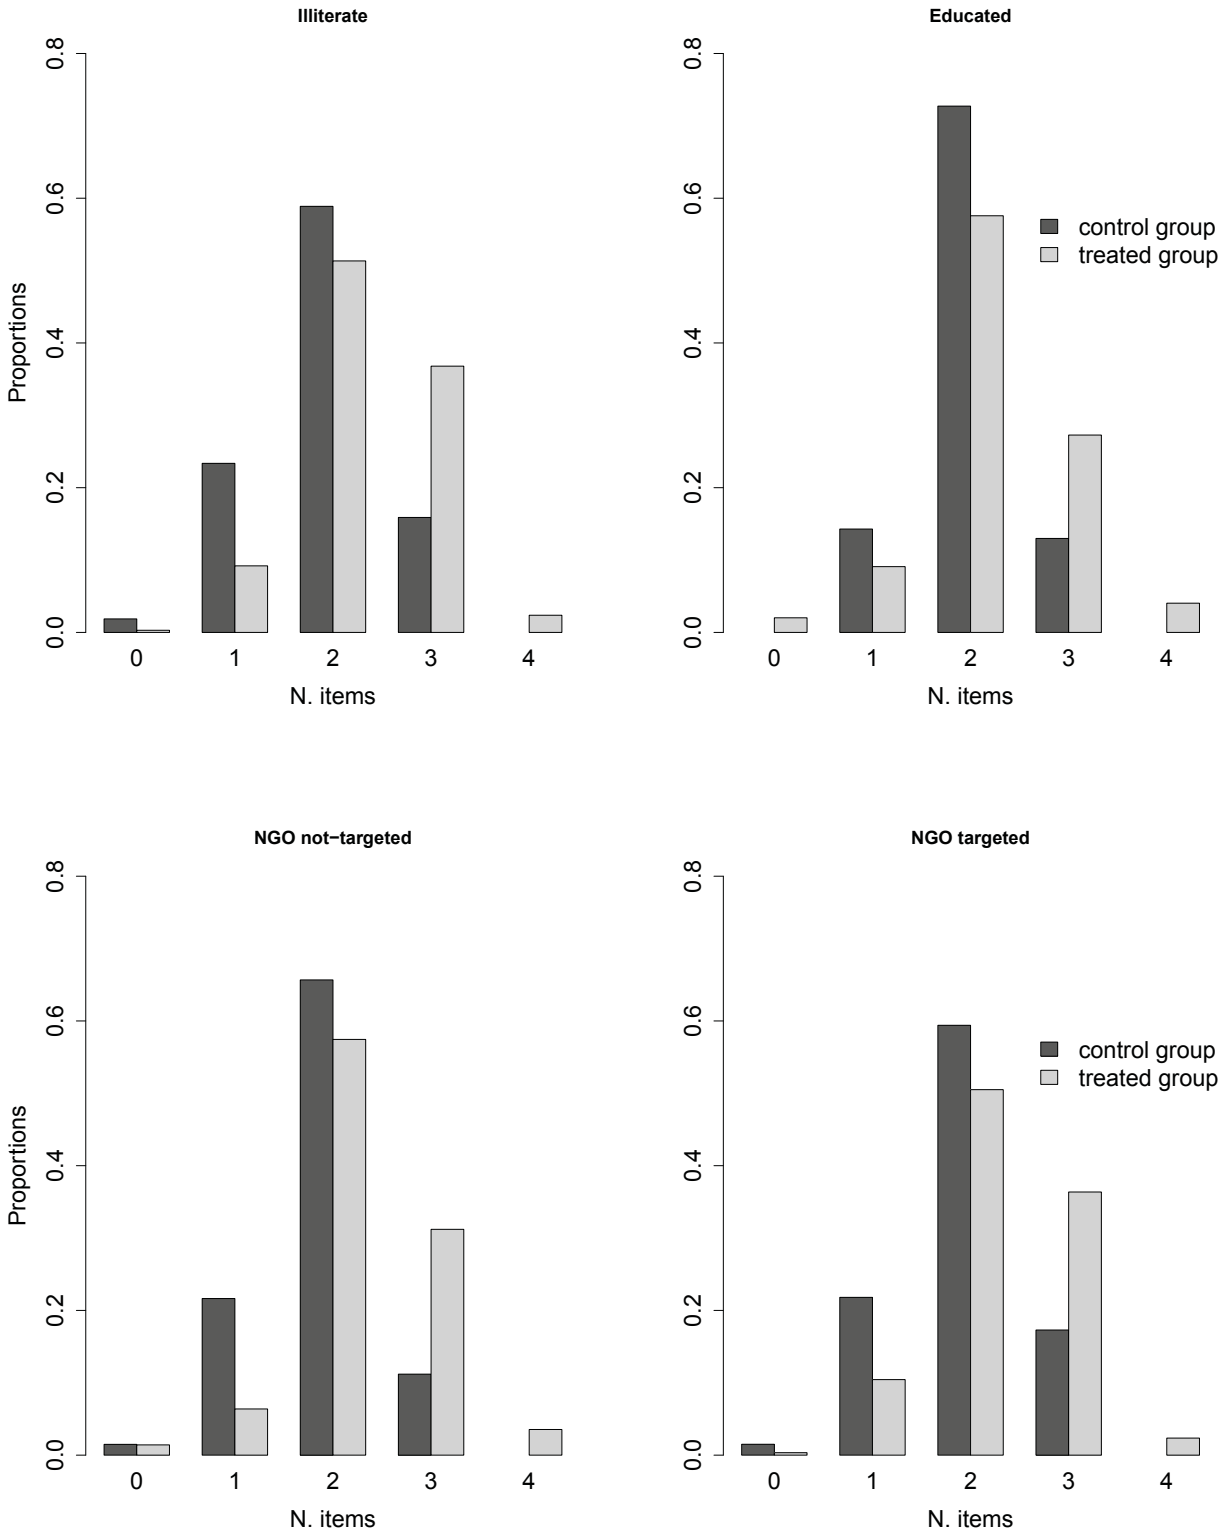 Illiterate
Proportions
0.0 0.2 0.4 0.6 0.8
0 1 2 3 4
N. items
Educated
0.0 0.2 0.4 0.6 0.8
control group
treated group
0 1 2 3 4
N. items
NGO not−targeted
Proportions
0.0 0.2 0.4 0.6 0.8
0 1 2 3 4
N. items
NGO targeted
0.0 0.2 0.4 0.6 0.8
control group
treated group
0 1 2 3 4
N. items